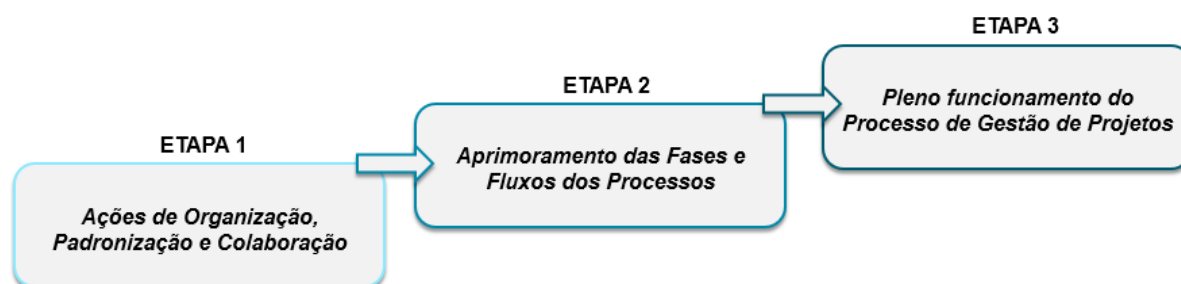 ETAPA 1
Ações de Organização,
Padronização e Colaboração
ETAPA 2
Aprimoramento das Fases e
Fluxos dos Processos
ETAPA 3
Pleno funcionamento do
Processo de Gestão de Projetos